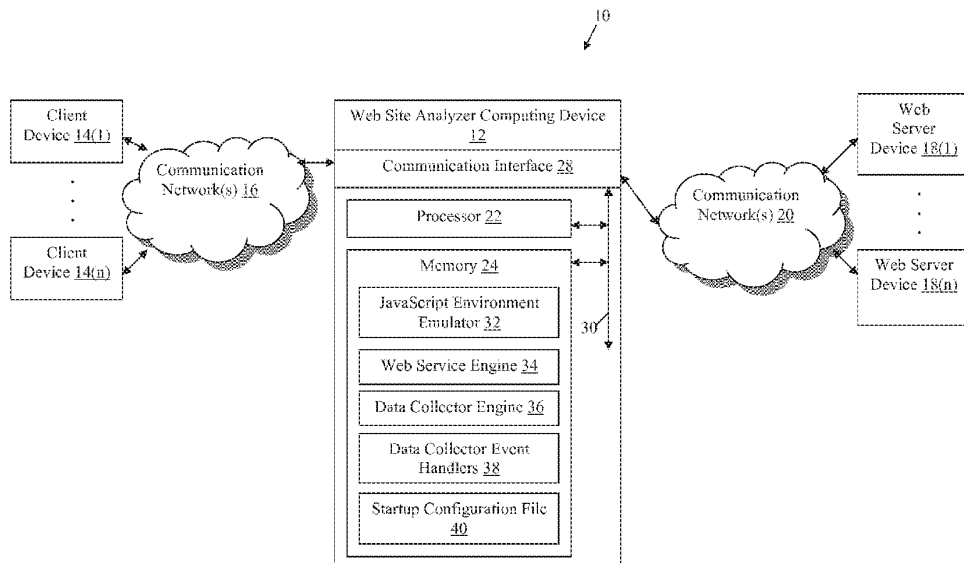 10
Client
Device 14(1)
Communication
Network(s) 16
Client
Device 14(n)
Web Site Analyzer Computing Device
12
Communication Interface 28
Processor 22
Memory 24
JavaScript Environment
Emulator 32
Web Service Engine 34
Data Collector Engine 36
Data Collector Event
Handlers 38
Startup Configuration File
40
30
Communication
Network(s) 20
Web
Server
Device 18(1)
Web Server
Device 18(n)